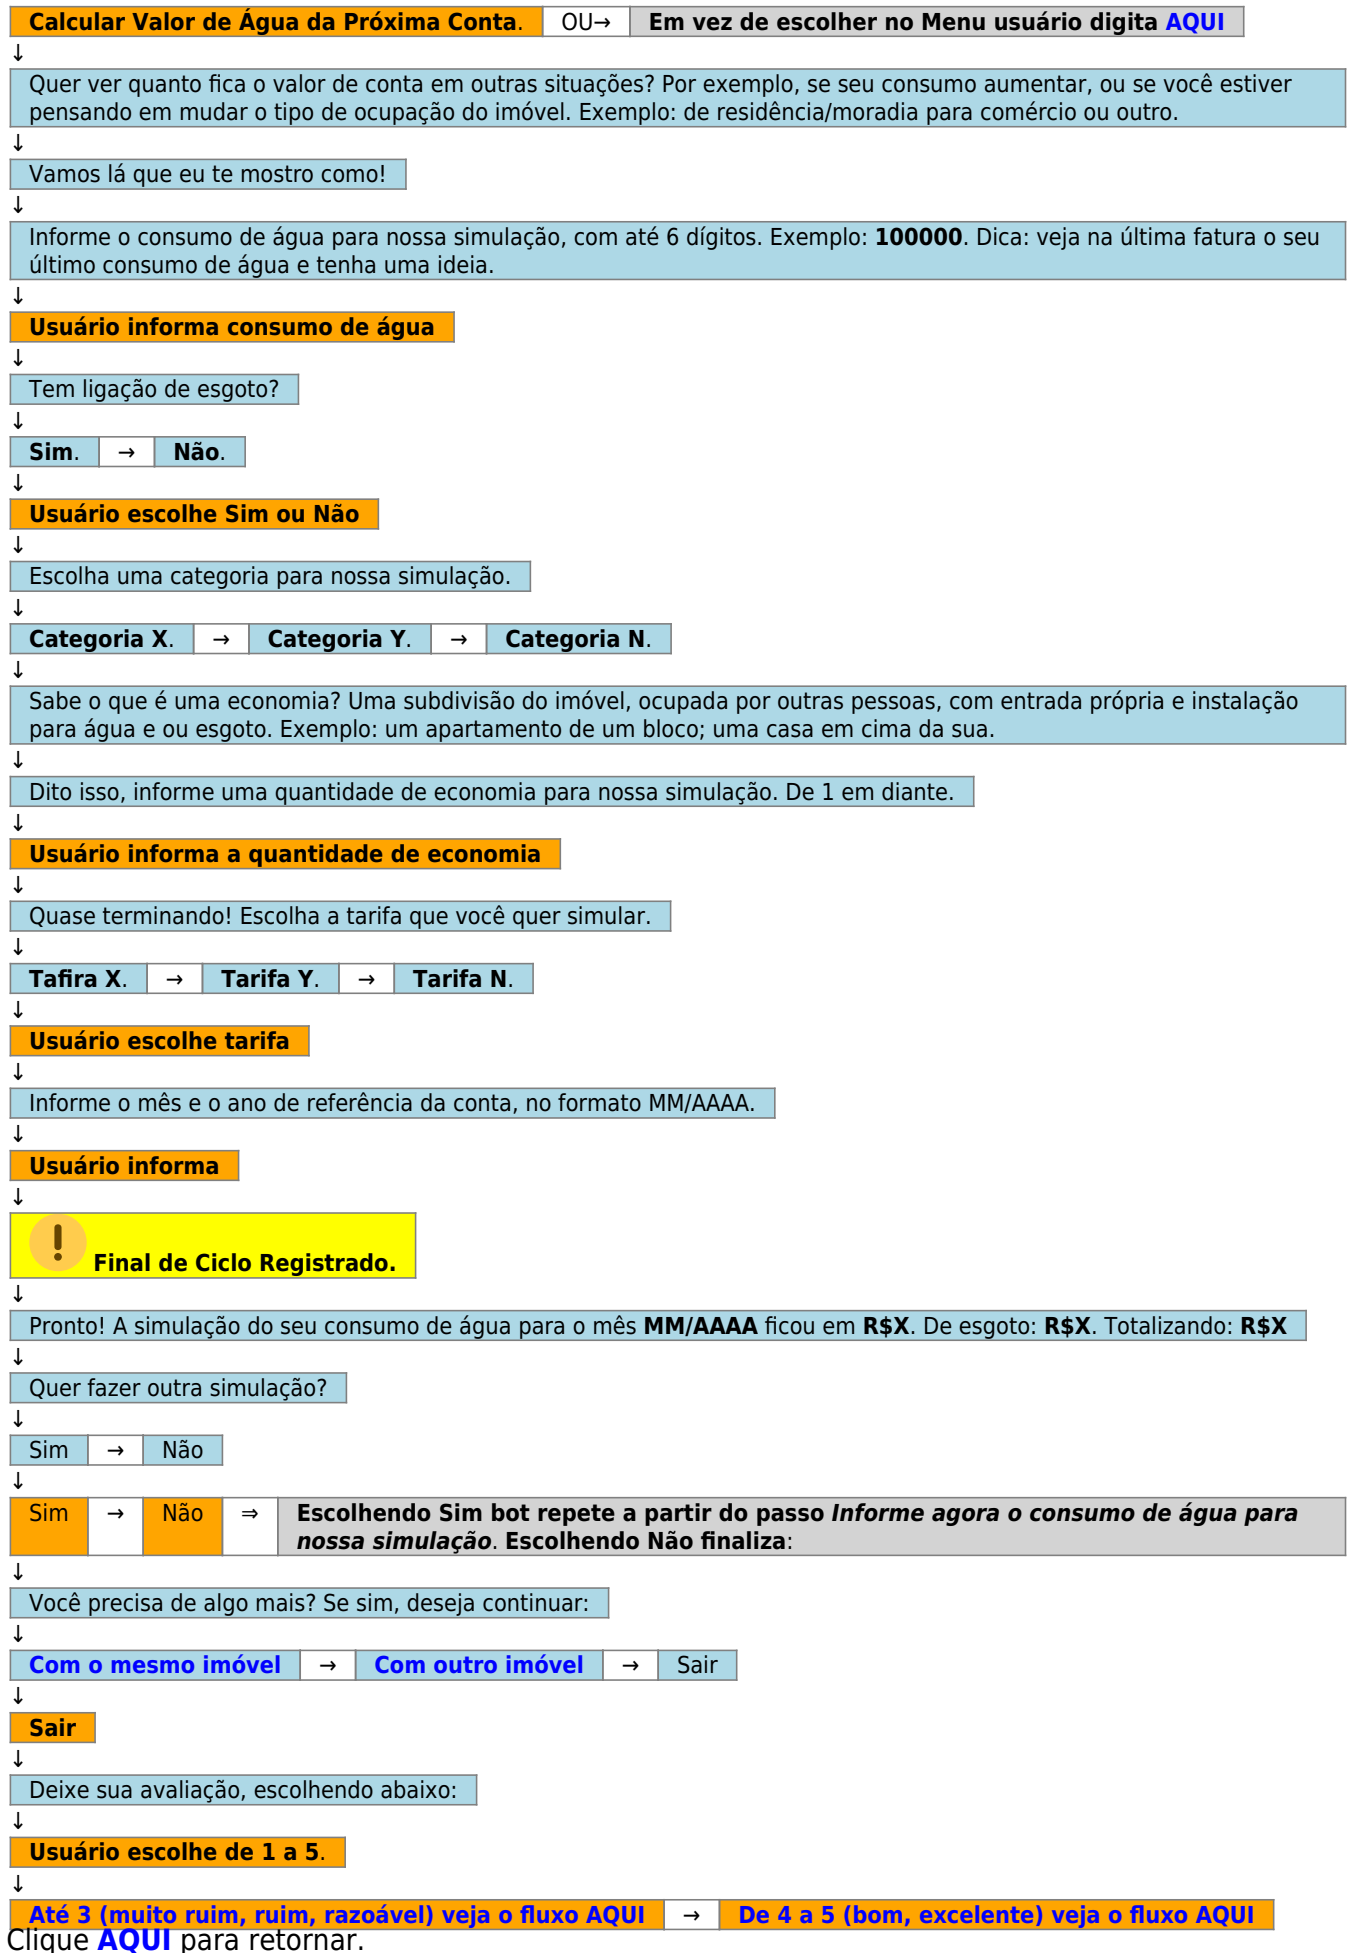 Calcular Valor de Água da Próxima Conta. OU→ Em vez de escolher no Menu usuário digita AQUI
↓
Quer ver quanto fica o valor de conta em outras situações? Por exemplo, se seu consumo aumentar, ou se você estiver
pensando em mudar o tipo de ocupação do imóvel. Exemplo: de residência/moradia para comércio ou outro.
↓
Vamos lá que eu te mostro como!
↓
Informe o consumo de água para nossa simulação, com até 6 dígitos. Exemplo: 100000. Dica: veja na última fatura o seu
último consumo de água e tenha uma ideia.
↓
Usuário informa consumo de água
↓
Tem ligação de esgoto?
↓
Sim. → Não.
↓
Usuário escolhe Sim ou Não
↓
Escolha uma categoria para nossa simulação.
↓
Categoria X. → Categoria Y. → Categoria N.
↓
Sabe o que é uma economia? Uma subdivisão do imóvel, ocupada por outras pessoas, com entrada própria e instalação
para água e ou esgoto. Exemplo: um apartamento de um bloco; uma casa em cima da sua.
↓
Dito isso, informe uma quantidade de economia para nossa simulação. De 1 em diante.
↓
Usuário informa a quantidade de economia
↓
Quase terminando! Escolha a tarifa que você quer simular.
↓
Tafira X. → Tarifa Y. → Tarifa N.
↓
Usuário escolhe tarifa
↓
Informe o mês e o ano de referência da conta, no formato MM/AAAA.
↓
Usuário informa
↓
! Final de Ciclo Registrado.
↓
Pronto! A simulação do seu consumo de água para o mês MM/AAAA ficou em R$X. De esgoto: R$X. Totalizando: R$X
↓
Quer fazer outra simulação?
↓
Sim → Não
↓
Sim → Não ⇒ Escolhendo Sim bot repete a partir do passo Informe agora o consumo de água para
nossa simulação. Escolhendo Não finaliza:
↓
Você precisa de algo mais? Se sim, deseja continuar:
↓
Com o mesmo imóvel → Com outro imóvel → Sair
↓
Sair
↓
Deixe sua avaliação, escolhendo abaixo:
↓
Usuário escolhe de 1 a 5.
↓
Até 3 (muito ruim, ruim, razoável) veja o fluxo AQUI → De 4 a 5 (bom, excelente) veja o fluxo AQUI
Clique AQUI para retornar.